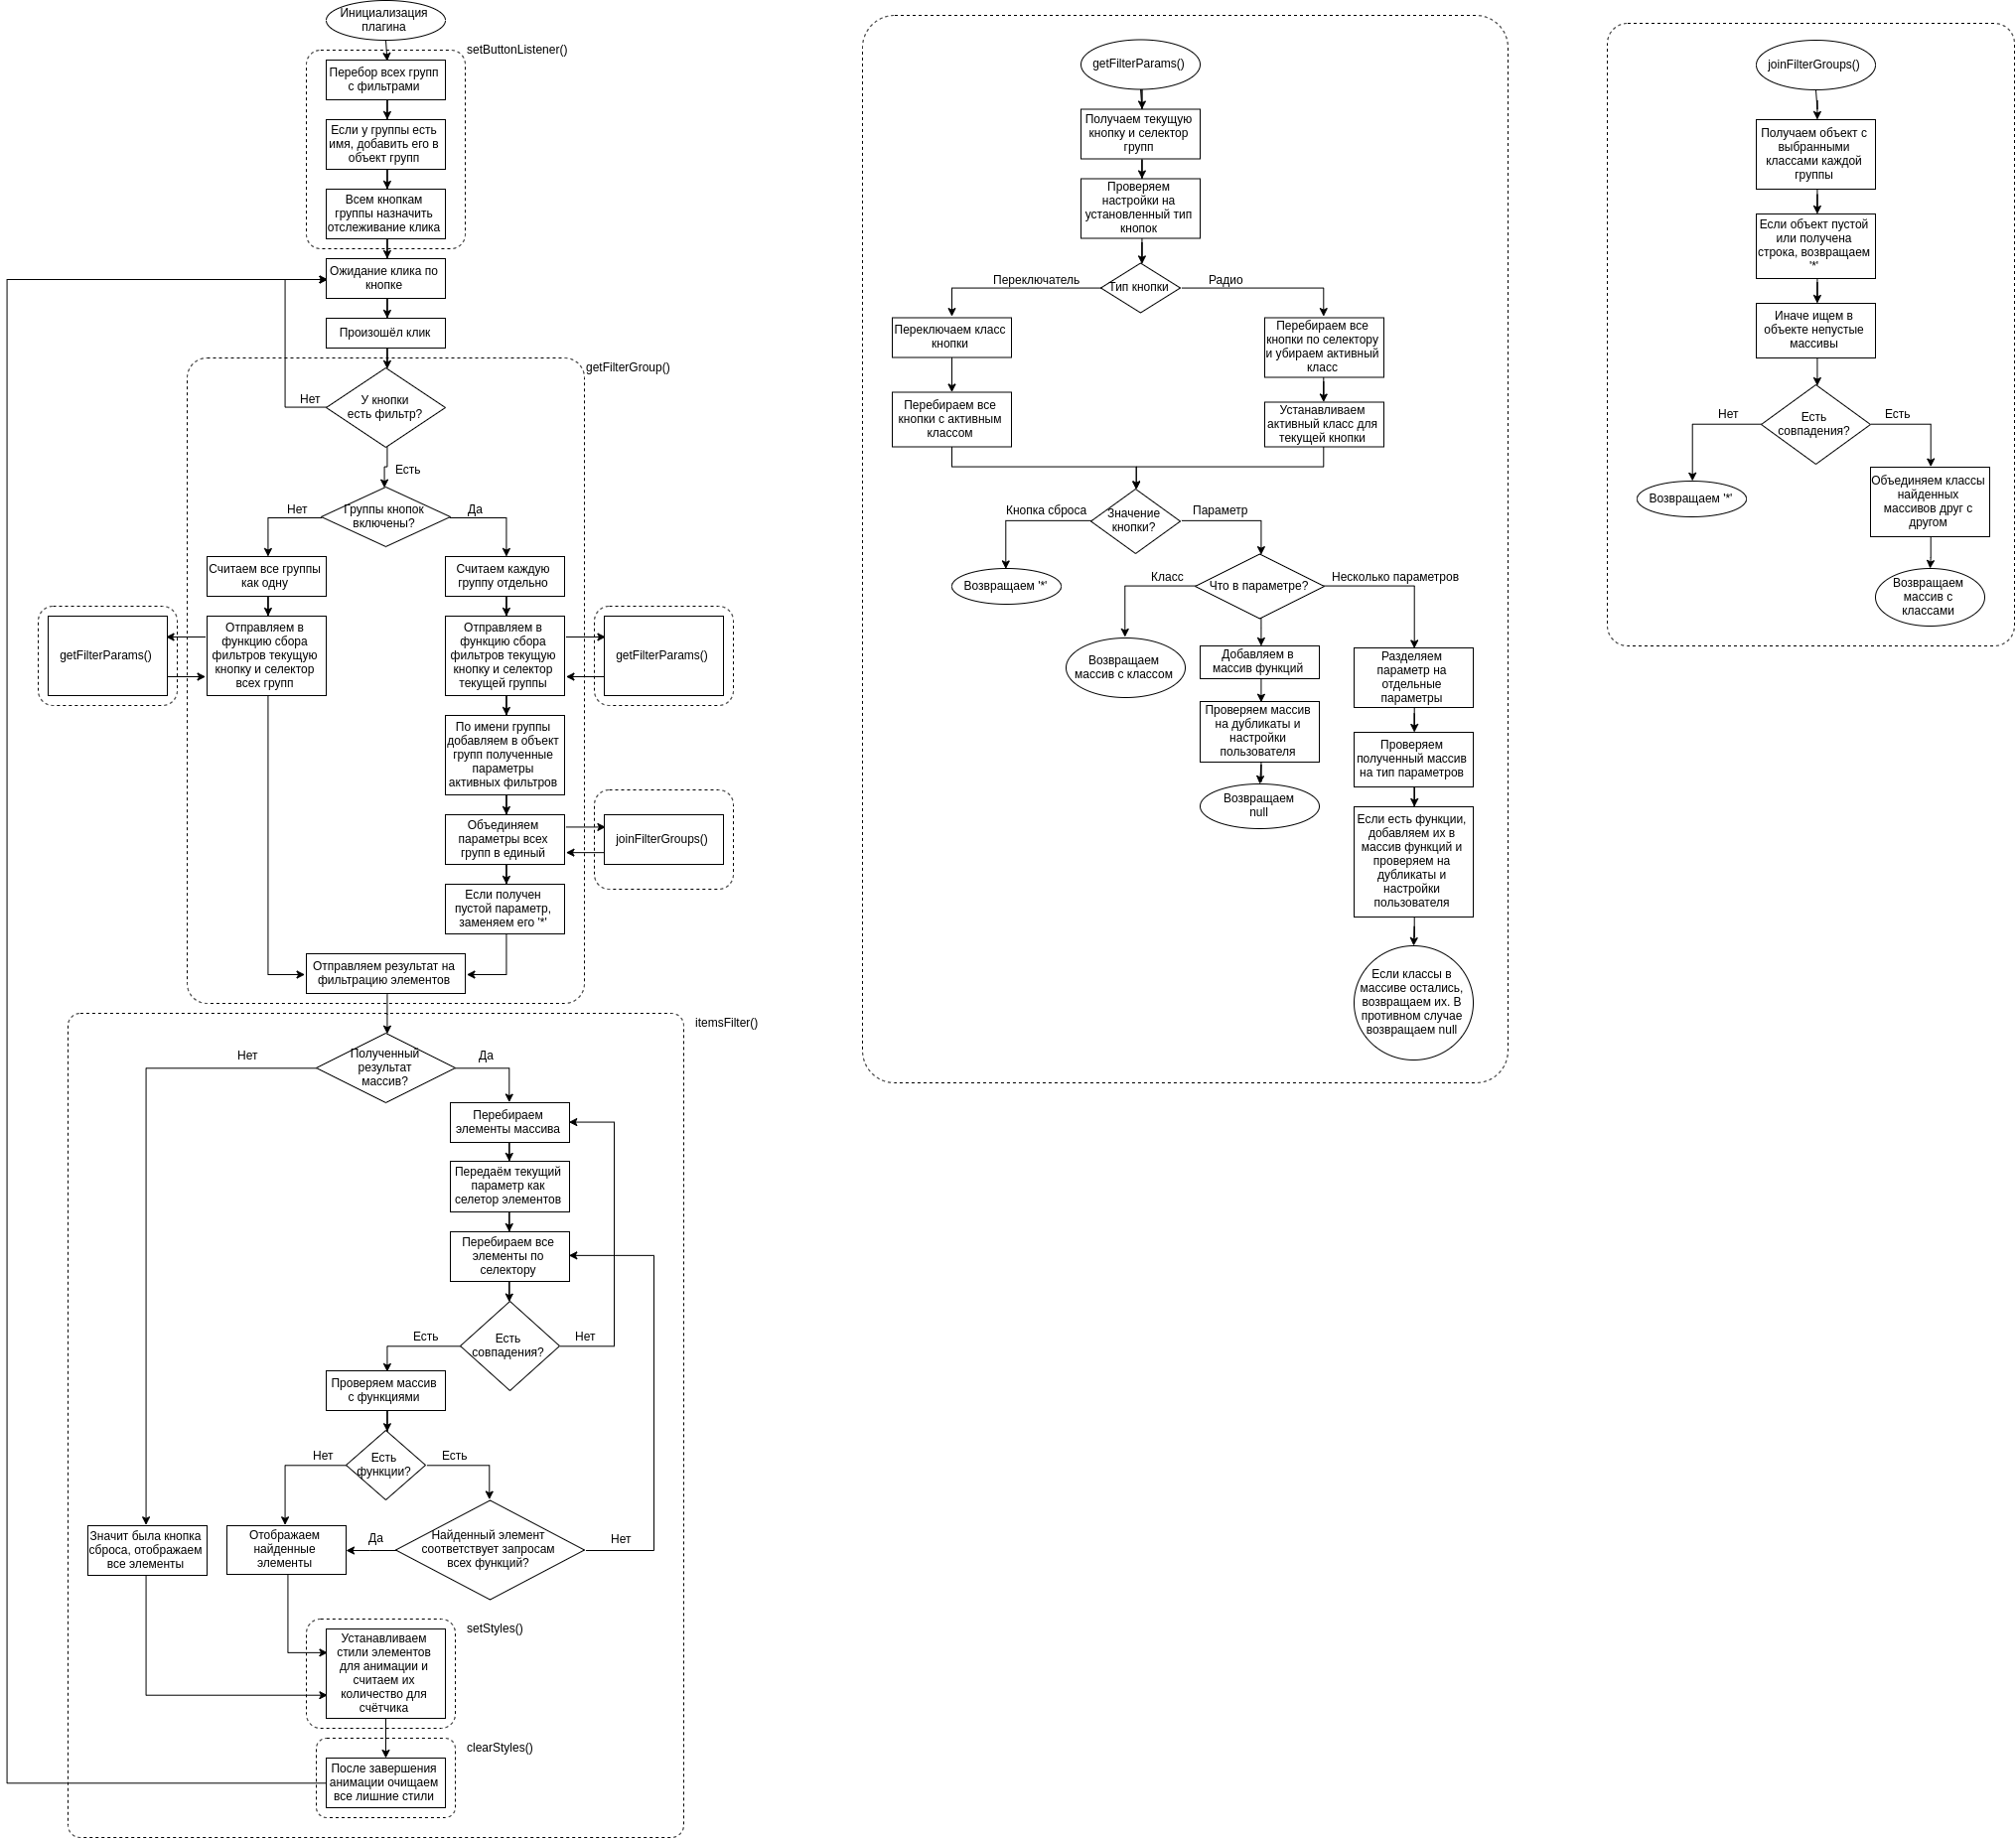 Инициализация
плагина
setButtonListener()
Перебор всех групп
с фильтрами
Если у группы есть
имя, добавить его в
объект групп
Всем кнопкам
группы назначить
отслеживание клика
Ожидание клика по
кнопке
Произошёл клик
getFilterGroup()
У кнопки
есть фильтр?
Нет
Есть
Группы кнопок
включены?
Нет
Да
Считаем все группы
как одну
Считаем каждую
группу отдельно
getFilterParams()
Отправляем в
функцию сбора
фильтров текущую
кнопку и селектор
всех групп
Отправляем в
функцию сбора
фильтров текущую
кнопку и селектор
текущей группы
getFilterParams()
По имени группы
добавляем в объект
групп полученные
параметры
активных фильтров
Объединяем
параметры всех
групп в единый
joinFilterGroups()
Если получен
пустой параметр,
заменяем его '*'
Отправляем результат на
фильтрацию элементов
itemsFilter()
Полученный
результат
массив?
Нет
Да
Перебираем
элементы массива
Передаём текущий
параметр как
селетор элементов
Перебираем все
элементы по
селектору
Есть
совпадения?
Есть
Нет
Проверяем массив
с функциями
Есть
функции?
Нет
Есть
Значит была кнопка
сброса, отображаем
все элементы
Отображаем
найденные
элементы
Да
Найденный элемент
соответствует запросам
всех функций?
Нет
setStyles()
Устанавливаем
стили элементов
для анимации и
считаем их
количество для
счётчика
clearStyles()
После завершения
анимации очищаем
все лишние стили
getFilterParams()
Получаем текущую
кнопку и селектор
групп
Проверяем
настройки на
установленный тип
кнопок
Тип кнопки
Переключатель
Радио
Переключаем класс
кнопки
Перебираем все
кнопки с активным
классом
Перебираем все
кнопки по селектору
и убираем активный
класс
Устанавливаем
активный класс для
текущей кнопки
Значение
кнопки?
Кнопка сброса
Параметр
Возвращаем '*'
Что в параметре?
Класс
Несколько параметров
Возвращаем
массив с классом
Добавляем в
массив функций
Проверяем массив
на дубликаты и
настройки
пользователя
Возвращаем
null
Разделяем
параметр на
отдельные
параметры
Проверяем
полученный массив
на тип параметров
Если есть функции,
добавляем их в
массив функций и
проверяем на
дубликаты и
настройки
пользователя
Если классы в
массиве остались,
возвращаем их. В
противном случае
возвращаем null
joinFilterGroups()
Получаем объект с
выбранными
классами каждой
группы
Если объект пустой
или получена
строка, возвращаем
'*'
Иначе ищем в
объекте непустые
массивы
Есть
совпадения?
Нет
Есть
Возвращаем '*'
Объединяем классы
найденных
массивов друг с
другом
Возвращаем
массив с
классами